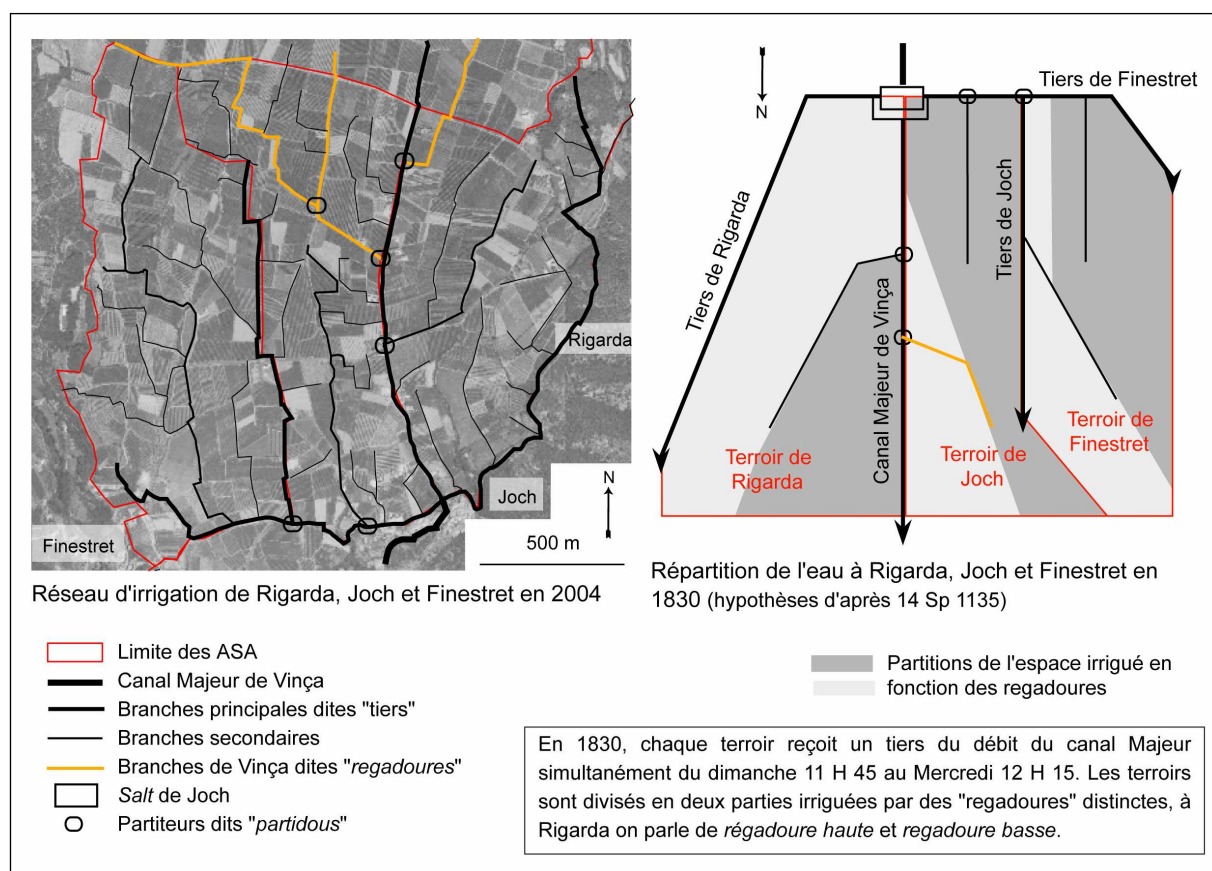 Finestret
Joch
Rigarda
N
500 m
Réseau d'irrigation de Rigarda, Joch et Finestret en 2004
N
Tiers de Finestret
Tiers de Rigarda
Canal Majeur de Vinça
Tiers de Joch
Terroir de
Rigarda
Terroir de
Joch
Terroir de
Finestret
Répartition de l'eau à Rigarda, Joch et Finestret en
1830 (hypothèses d'après 14 Sp 1135)
Limite des ASA
Canal Majeur de Vinça
Branches principales dites "tiers"
Branches secondaires
Branches de Vinça dites "regadoures"
Salt de Joch
Partiteurs dits "partidous"
Partitions de l'espace irrigué en
fonction des regadoures
En 1830, chaque terroir reçoit un tiers du débit du canal Majeur
simultanément du dimanche 11 H 45 au Mercredi 12 H 15. Les terroirs
sont divisés en deux parties irriguées par des "regadoures" distinctes, à
Rigarda on parle de régadoure haute et regadoure basse.